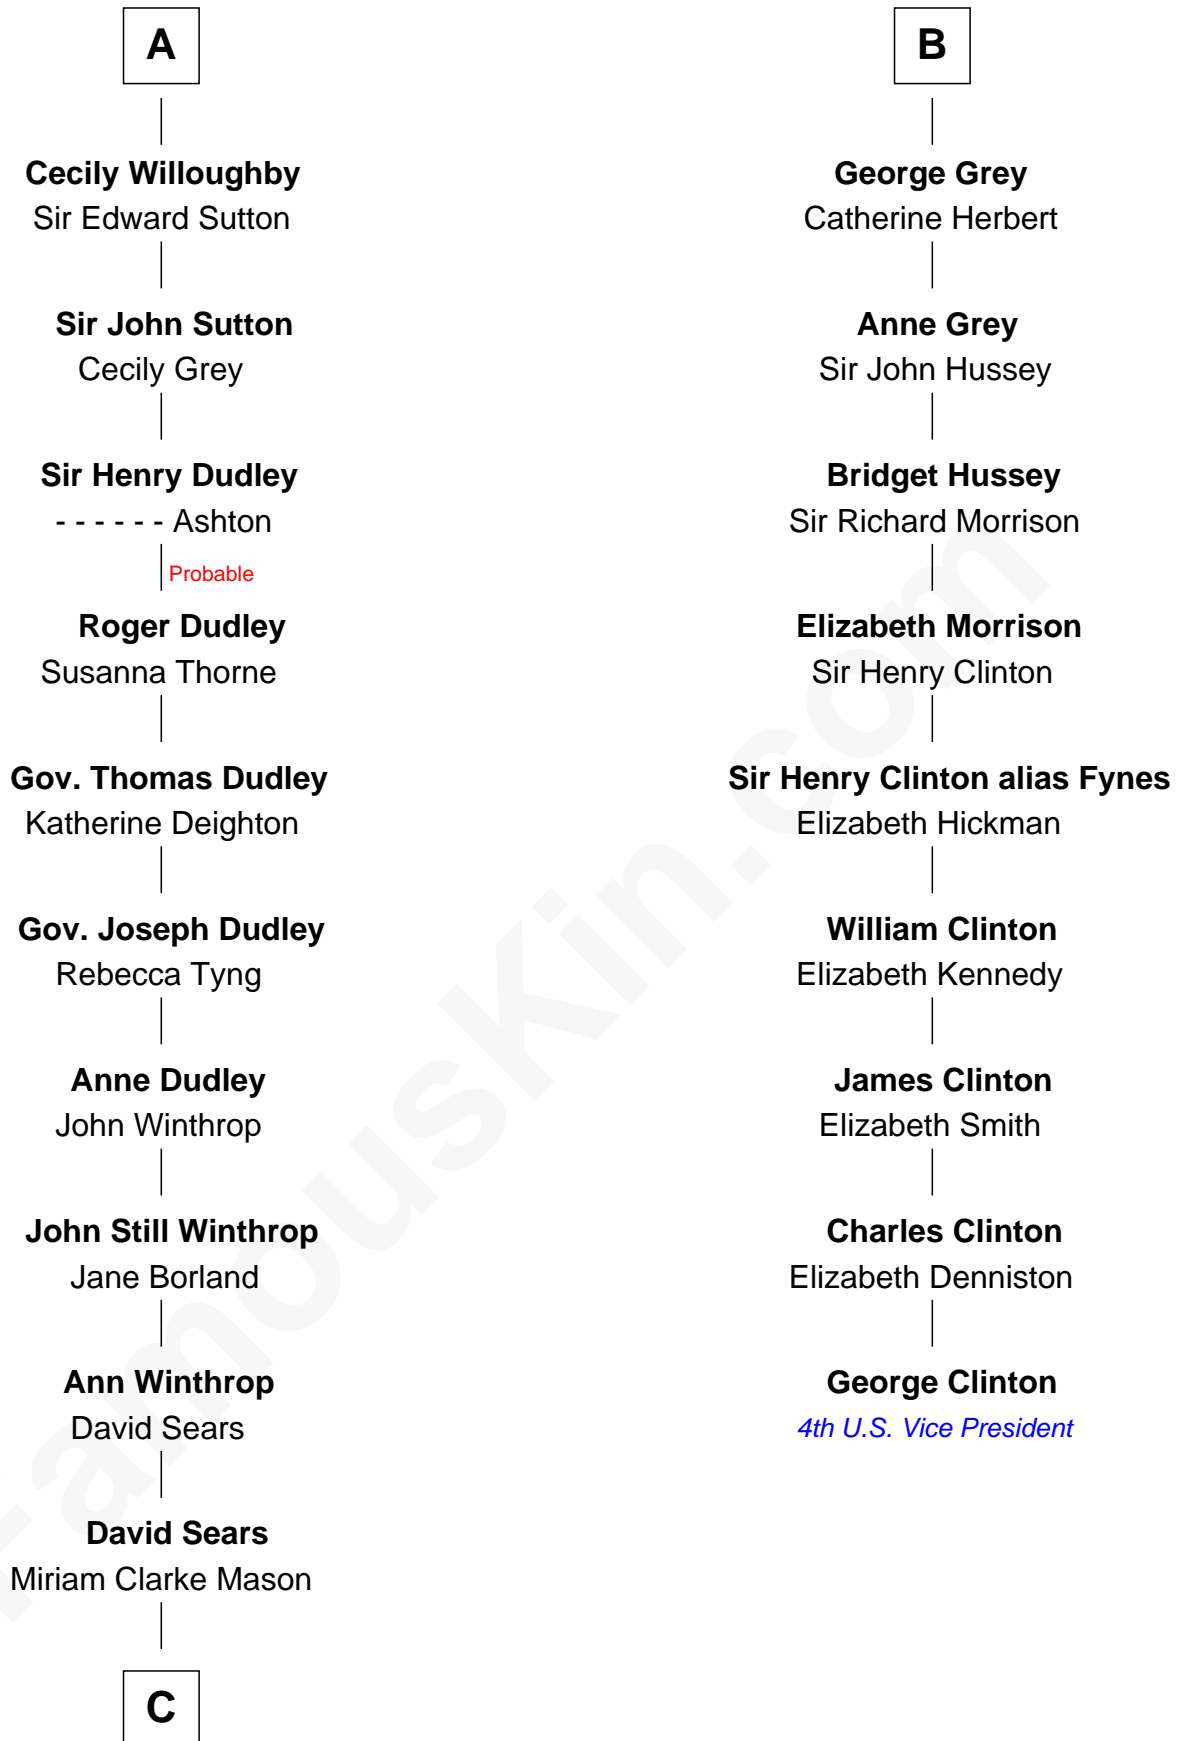 A
Cecily Willoughby
Sir Edward Sutton
Sir John Sutton
Cecily Grey
Sir Henry Dudley
- - - - - - Ashton
Probable
Roger Dudley
Susanna Thorne
Gov. Thomas Dudley
Katherine Deighton
Gov. Joseph Dudley
Rebecca Tyng
Anne Dudley
John Winthrop
John Still Winthrop
Jane Borland
Ann Winthrop
David Sears
David Sears
Miriam Clarke Mason
C
B
George Grey
Catherine Herbert
Anne Grey
Sir John Hussey
Bridget Hussey
Sir Richard Morrison
Elizabeth Morrison
Sir Henry Clinton
Sir Henry Clinton alias Fynes
Elizabeth Hickman
William Clinton
Elizabeth Kennedy
James Clinton
Elizabeth Smith
Charles Clinton
Elizabeth Denniston
George Clinton
4th U.S. Vice President
FamousKin.com